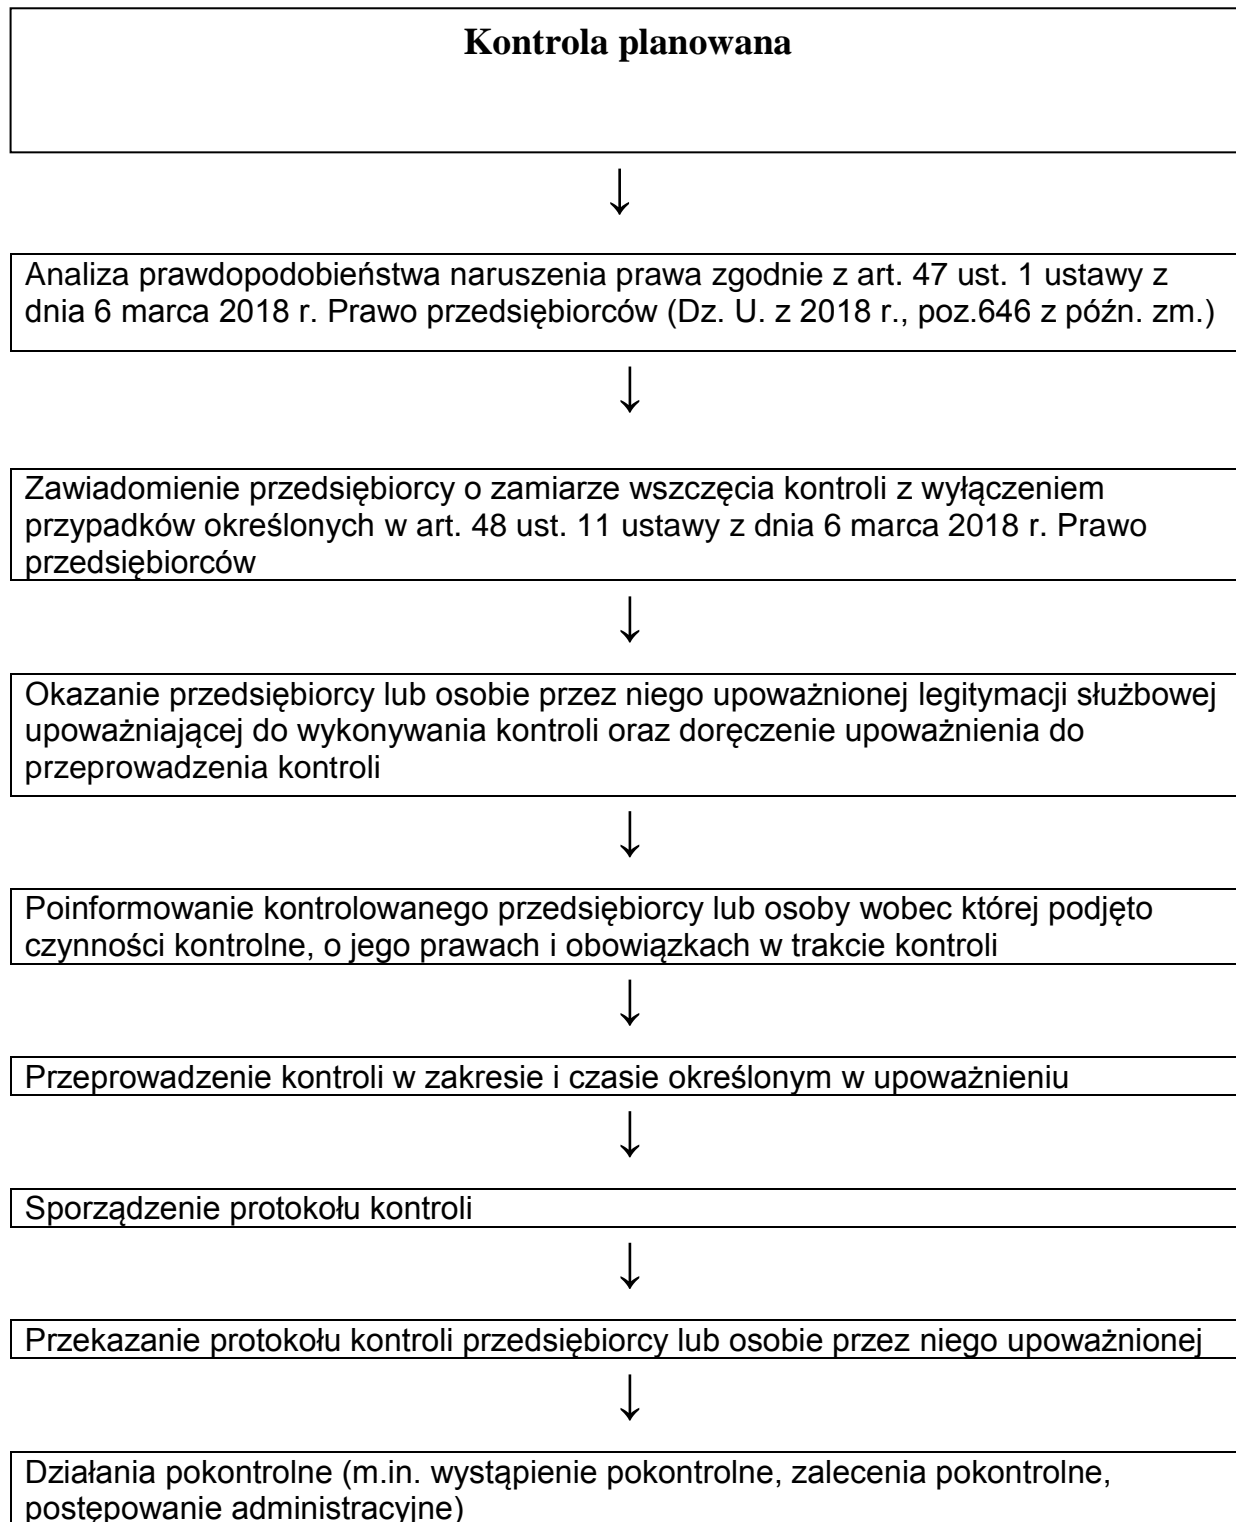 Kontrola planowana
↓
Analiza prawdopodobieństwa naruszenia prawa zgodnie z art. 47 ust. 1 ustawy z
dnia 6 marca 2018 r. Prawo przedsiębiorców (Dz. U. z 2018 r., poz.646 z późn. zm.)
↓
Zawiadomienie przedsiębiorcy o zamiarze wszczęcia kontroli z wyłączeniem
przypadków określonych w art. 48 ust. 11 ustawy z dnia 6 marca 2018 r. Prawo
przedsiębiorców
↓
Okazanie przedsiębiorcy lub osobie przez niego upoważnionej legitymacji służbowej
upoważniającej do wykonywania kontroli oraz doręczenie upoważnienia do
przeprowadzenia kontroli
↓
Poinformowanie kontrolowanego przedsiębiorcy lub osoby wobec której podjęto
czynności kontrolne, o jego prawach i obowiązkach w trakcie kontroli
↓
Przeprowadzenie kontroli w zakresie i czasie określonym w upoważnieniu
↓
Sporządzenie protokołu kontroli
↓
Przekazanie protokołu kontroli przedsiębiorcy lub osobie przez niego upoważnionej
↓
Działania pokontrolne (m.in. wystąpienie pokontrolne, zalecenia pokontrolne,
postępowanie administracyjne)